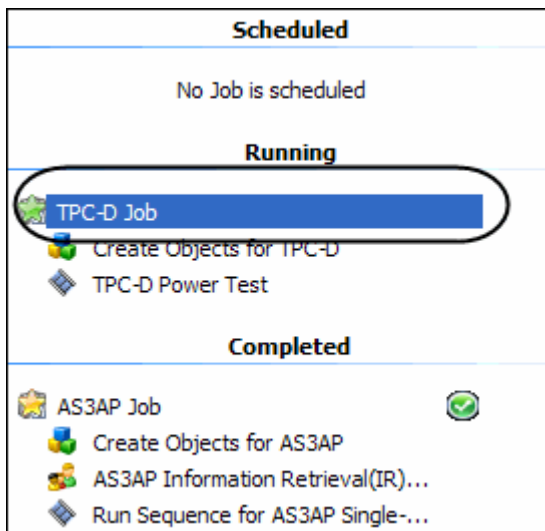 Scheduled
No Job is scheduled
Running
TPC-D Job
Create Objects for TPC-D
TPC-D Power Test
Completed
AS3AP Job
Create Objects for AS3AP
AS3AP Information Retrieval(IR)...
Run Sequence for AS3AP Single-...